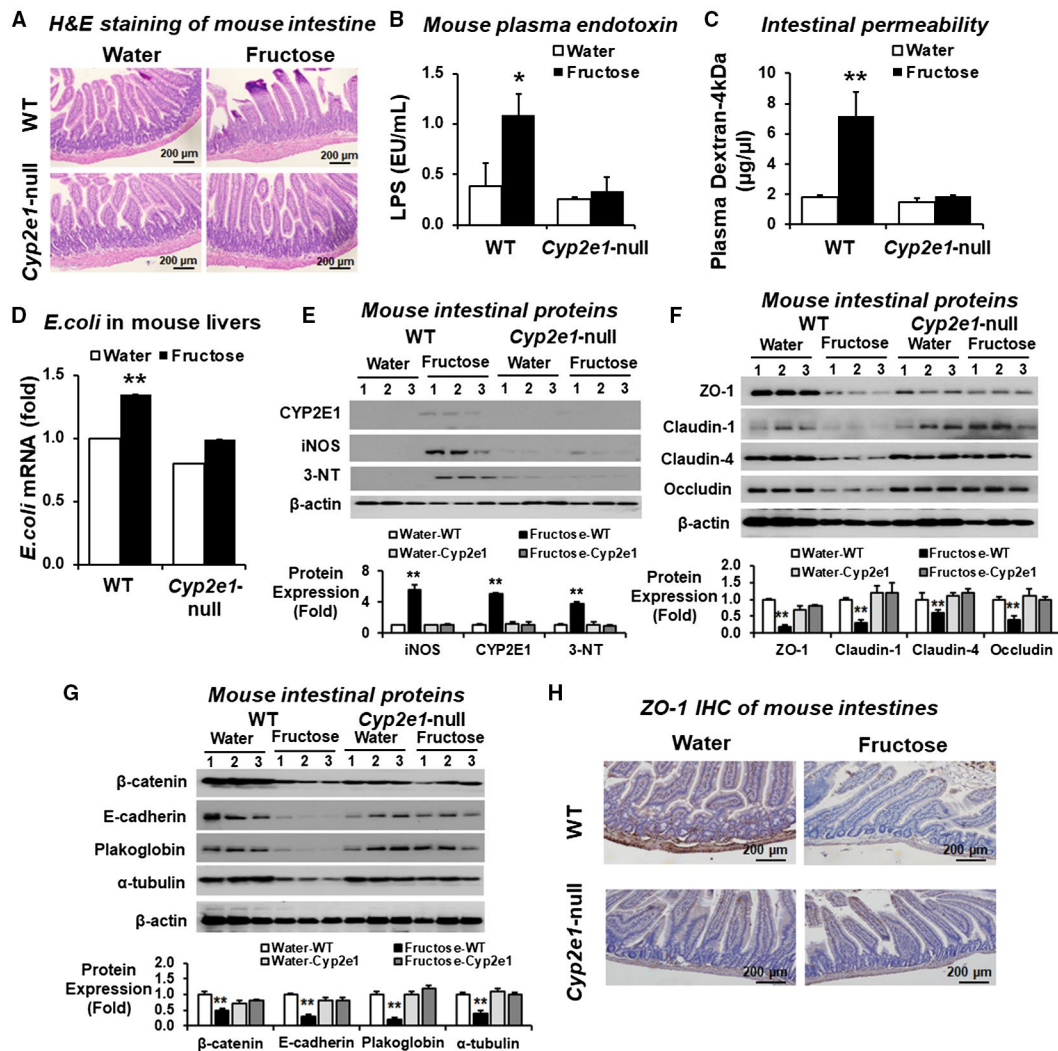 A
H&E staining of mouse intestine
Water Fructose
WT
200 µm 200 µm
Cyp2e1-null
200 µm 200 µm
B
Mouse plasma endotoxin
Water
Fructose
LPS (EU/mL)
1.5
1.0
0.5
0.0
*
WT Cyp2e1-null
C
Intestinal permeability
Water
Fructose
Plasma Dextran-4kDa
(µg/µl)
10
8
6
4
2
0
**
WT Cyp2e1-null
D
E.coli in mouse livers
Water Fructose
E.coli mRNA (fold)
1.5
1.0
0.5
0.0
**
WT Cyp2e1-
null
E
Mouse intestinal proteins
WT Cyp2e1-null
Water Fructose Water Fructose
1 2 3 1 2 3 1 2 3 1 2 3
CYP2E1
iNOS
3-NT
β-actin
Water-WT Fructose-WT
Water-Cyp2e1 Fructose-Cyp2e1
Protein
Expression
(Fold)
8
4
0
** ** **
iNOS CYP2E1 3-NT
F
Mouse intestinal proteins
WT Cyp2e1-null
Water Fructose Water Fructose
1 2 3 1 2 3 1 2 3 1 2 3
ZO-1
Claudin-1
Claudin-4
Occludin
β-actin
Water-WT Fructose-WT
Water-Cyp2e1 Fructose-Cyp2e1
Protein
Expression
(Fold)
2.0
1.5
1.0
0.5
0.0
** ** ** **
ZO-1 Claudin-1 Claudin-4 Occludin
G
Mouse intestinal proteins
WT Cyp2e1-null
Water Fructose Water Fructose
1 2 3 1 2 3 1 2 3 1 2 3
β-catenin
E-cadherin
Plakoglobin
α-tubulin
β-actin
Water-WT Fructose-WT
Water-Cyp2e1 Fructose-Cyp2e1
Protein
Expression
(Fold)
2.0
1.5
1.0
0.5
0.0
** ** ** **
β-catenin E-cadherin Plakoglobin α-tubulin
H
ZO-1 IHC of mouse intestines
Water Fructose
WT
200 µm 200 µm
Cyp2e1-null
200 µm 200 µm